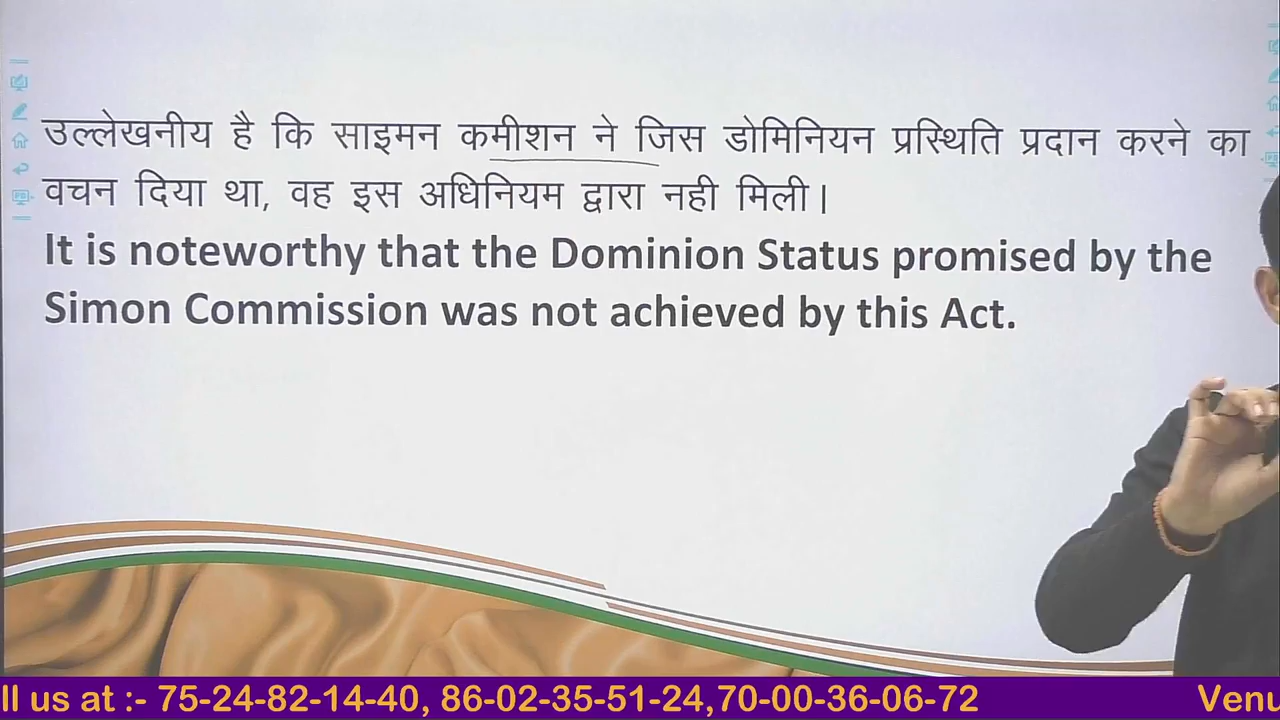 उल्लेखनीय है कि साइमन कमीशन ने जिस डोमिनियन प्रस्थिति प्रदान करने का
वचन दिया था, वह इस अधिनियम द्वारा नही मिली।
It is noteworthy that the Dominion Status promised by the
Simon Commission was not achieved by this Act.
ll us at :- 75-24-82-14-40, 86-02-35-51-24,70-00-36-06-72 Venu